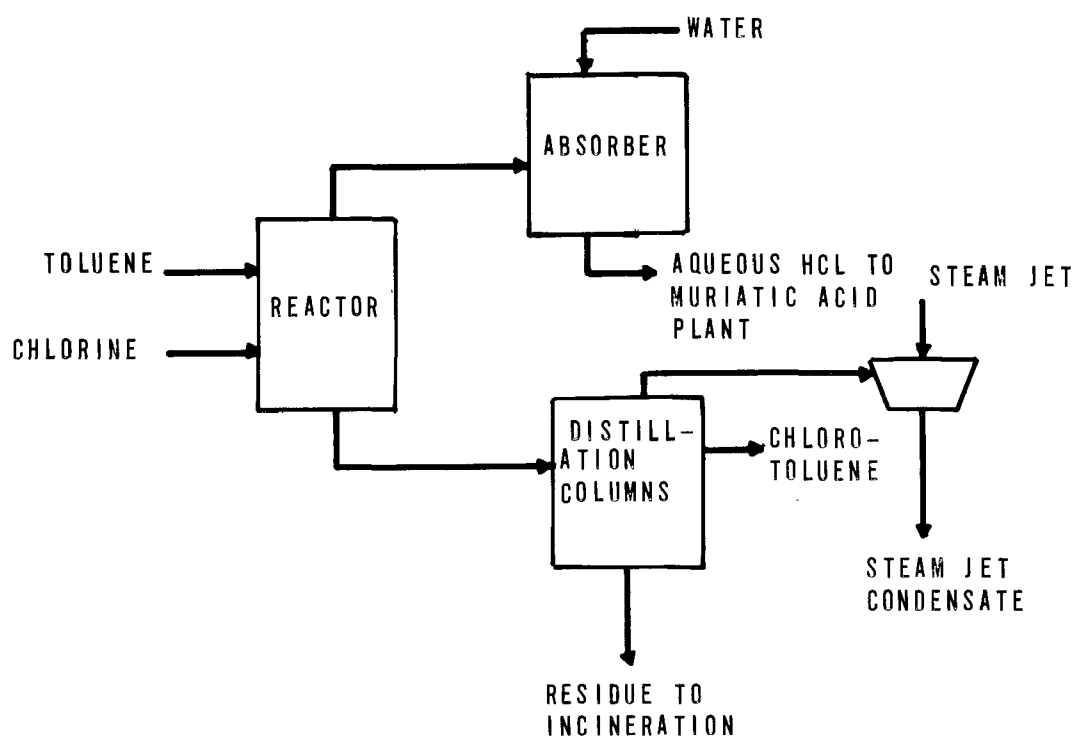 WATER
ABSORBER
TOLUENE
REACTOR
CHLORINE
AQUEOUS HCL TO
MURIATIC ACID
PLANT
STEAM JET
DISTILL-
ATION
COLUMNS
CHLORO-
TOLUENE
STEAM JET
CONDENSATE
RESIDUE TO
INCINERATION